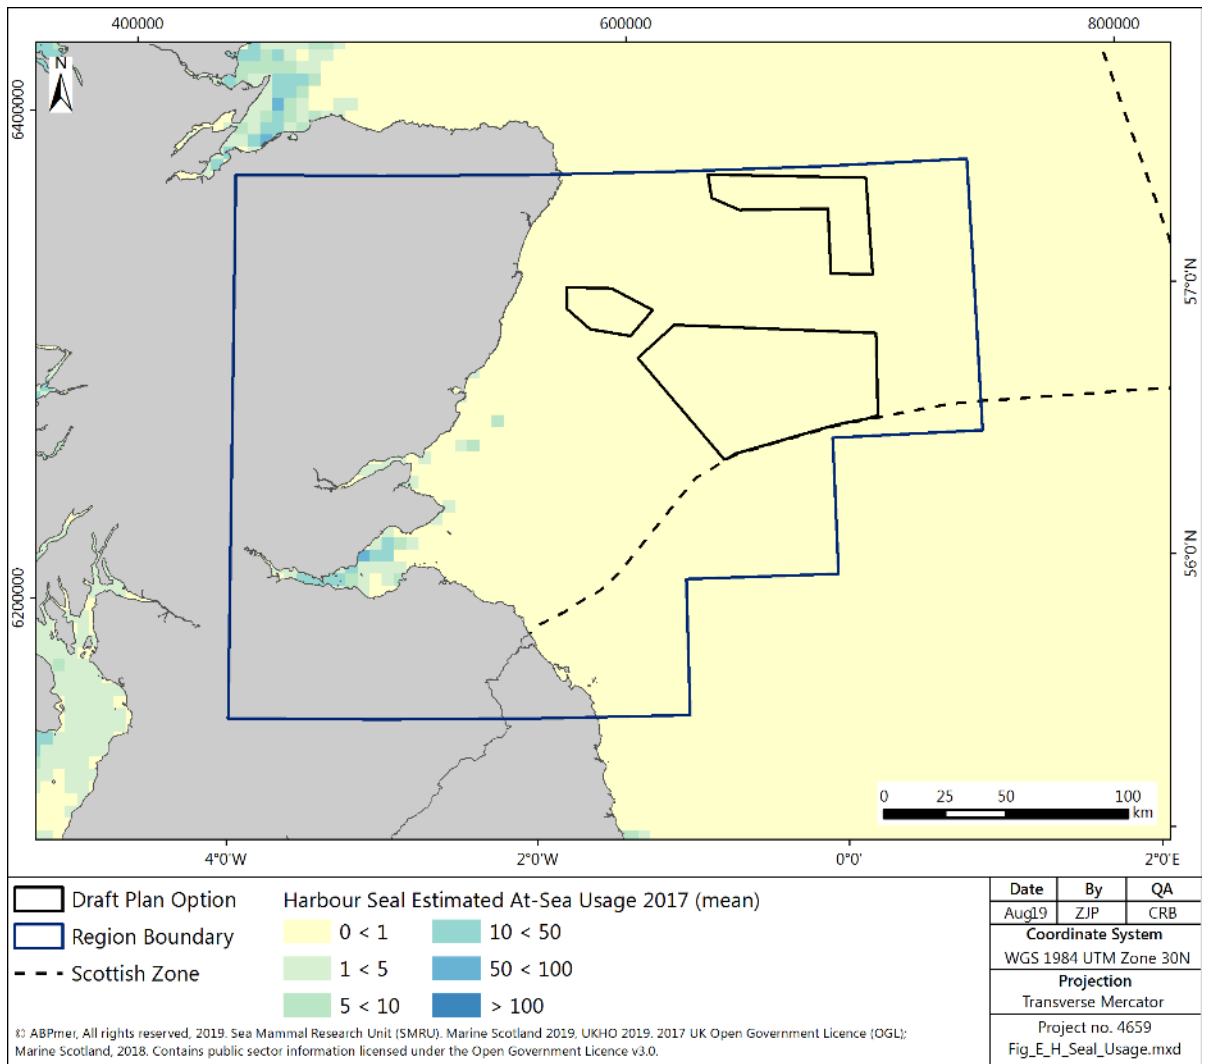 400000 600000 800000
N
6400000
57°0'N
56°0'N
6200000
0 25 50 100
km
4°0'W 2°0'W 0°0' 2°0'E
Draft Plan Option
Region Boundary
Scottish Zone
Harbour Seal Estimated At-Sea Usage 2017 (mean)
0 < 1 10 < 50
1 < 5 50 < 100
5 < 10 > 100
Date By QA
Aug19 ZJP CRB
Coordinate System
WGS 1984 UTM Zone 30N
Projection
Transverse Mercator
Project no. 4659
Fig_E_H_Seal_Usage.mxd
© ABPmer, All rights reserved, 2019. Sea Mammal Research Unit (SMRU). Marine Scotland 2019, UKHO 2019. 2017 UK Open Government Licence (OGL);
Marine Scotland, 2018. Contains public sector information licensed under the Open Government Licence v3.0.